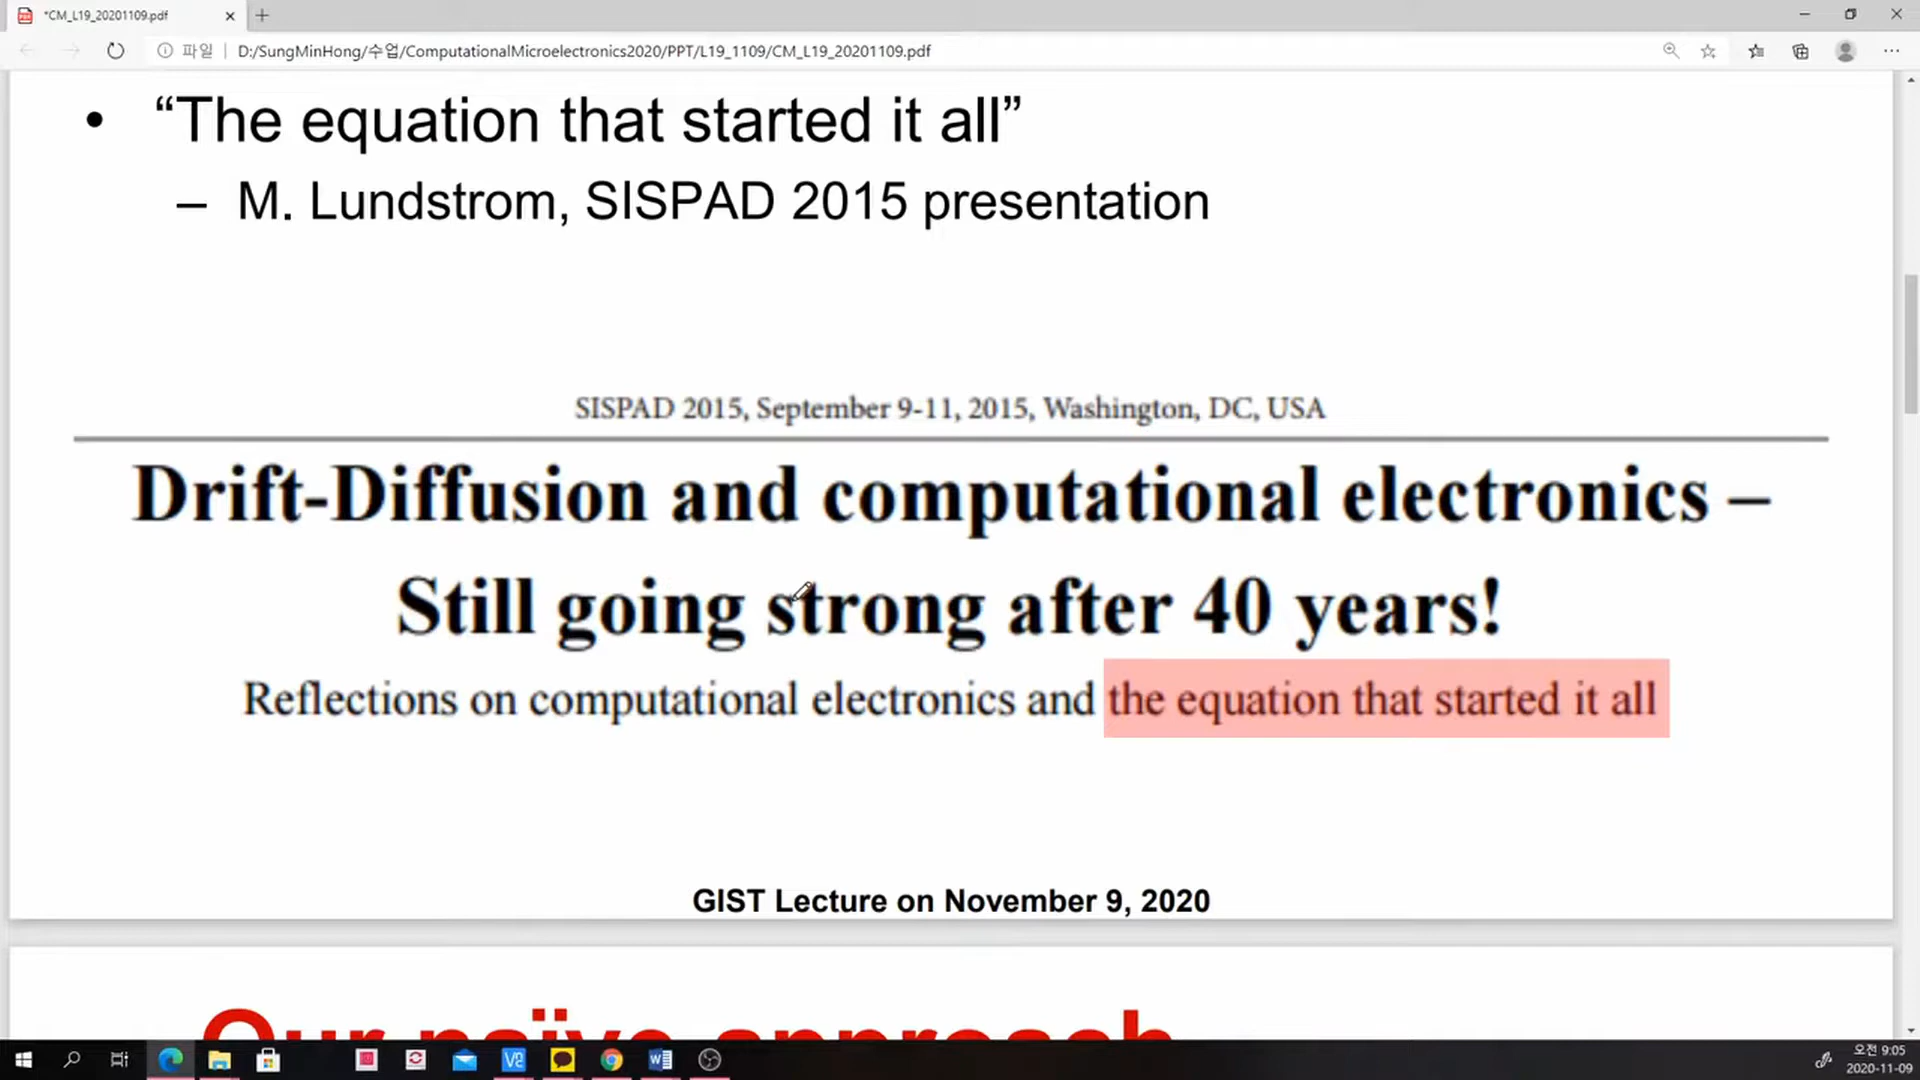 *CM_L19_20201109.pdf
파일 D:/SungMinHong/수업/ComputationalMicroelectronics2020/PPT/L19_1109/CM_L19_20201109.pdf
• “The equation that started it all”
– M. Lundstrom, SISPAD 2015 presentation
SISPAD 2015, September 9-11, 2015, Washington, DC, USA
Drift-Diffusion and computational electronics –
Still going strong after 40 years!
Reflections on computational electronics and the equation that started it all
GIST Lecture on November 9, 2020
Our naïve approach
오전 9:05
2020-11-09